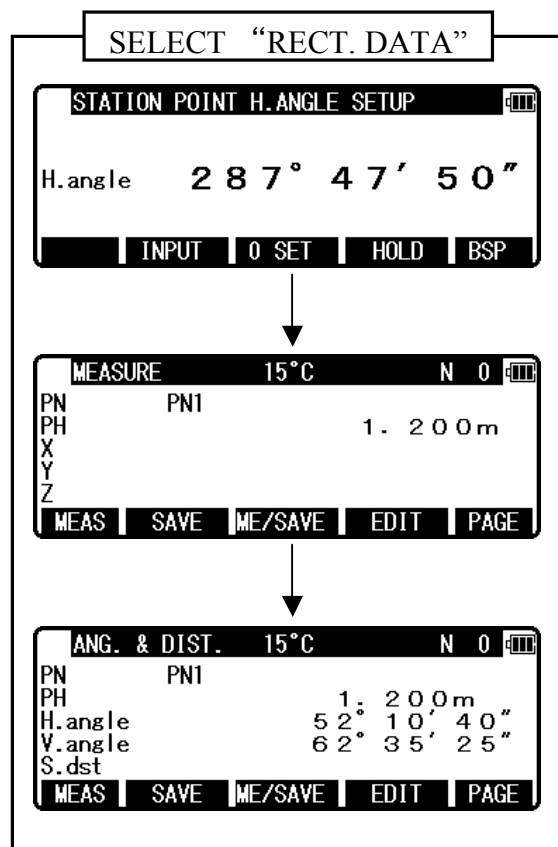 SELECT “RECT. DATA”
STATION POINT H.ANGLE SETUP
H.angle 287° 47′ 50″
INPUT 0 SET HOLD BSP
MEASURE 15°C N 0
PN PN1
PH 1. 200m
X
Y
Z
MEAS SAVE ME/SAVE EDIT PAGE
ANG. & DIST. 15°C N 0
PN PN1
PH 1. 200m
H.angle 52° 10′ 40″
V.angle 62° 35′ 25″
S.dst
MEAS SAVE ME/SAVE EDIT PAGE